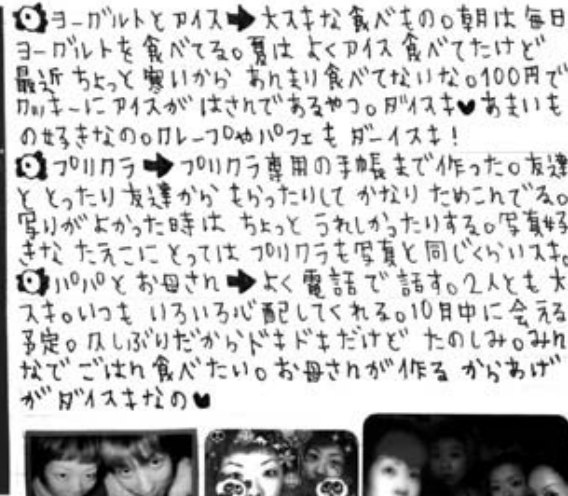 ヨーグルトとアイス➡大スキな食べもの。朝は毎日
ヨーグルトを食べてる。夏はよくアイス食べてたけど
最近ちょっと寒いからあんまり食べてないな。100円で
クッキーにアイスがはさんであるやつ。ダイスキ♥あまいも
の好きなの。クレープやパフェもダーイスキ!
プリクラ➡プリクラ専用の手帳まで作った。友達
ととったり友達からもらったりしてかなりためこんでる。
写りがよかった時はちょっとうれしかったりする。写真好
きなたえこにとってはプリクラも写真と同じくらいスキ。
パパとお母さん➡よく電話で話す。2人とも大
スキ。いつもいろいろ心配してくれる。10月中に会える
予定。久しぶりだからドキドキだけどたのしみ。みん
なでごはん食べたい。お母さんが作るからあげ
がダイスキなの♥